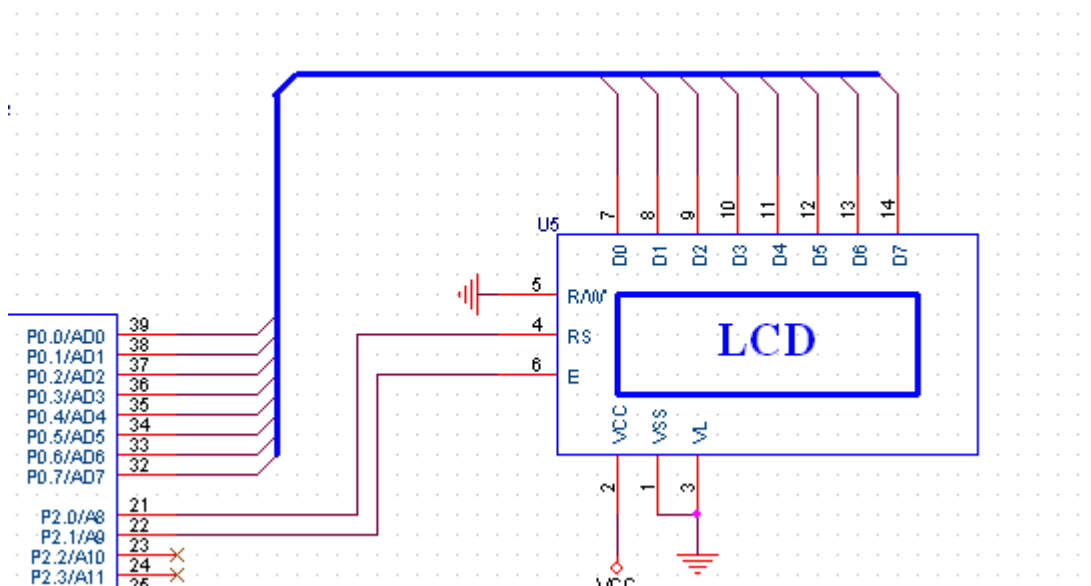 7 8 9 10 11 12 13 14
U5
D0 D1 D2 D3 D4 D5 D6 D7
5 R/W
4 RS
6 E
LCD
VCC VSS VL
2 1 3
VCC
P0.0/AD0 39
P0.1/AD1 38
P0.2/AD2 37
P0.3/AD3 36
P0.4/AD4 35
P0.5/AD5 34
P0.6/AD6 33
P0.7/AD7 32
P2.0/A8 21
P2.1/A9 22
P2.2/A10 23
P2.3/A11 24
25